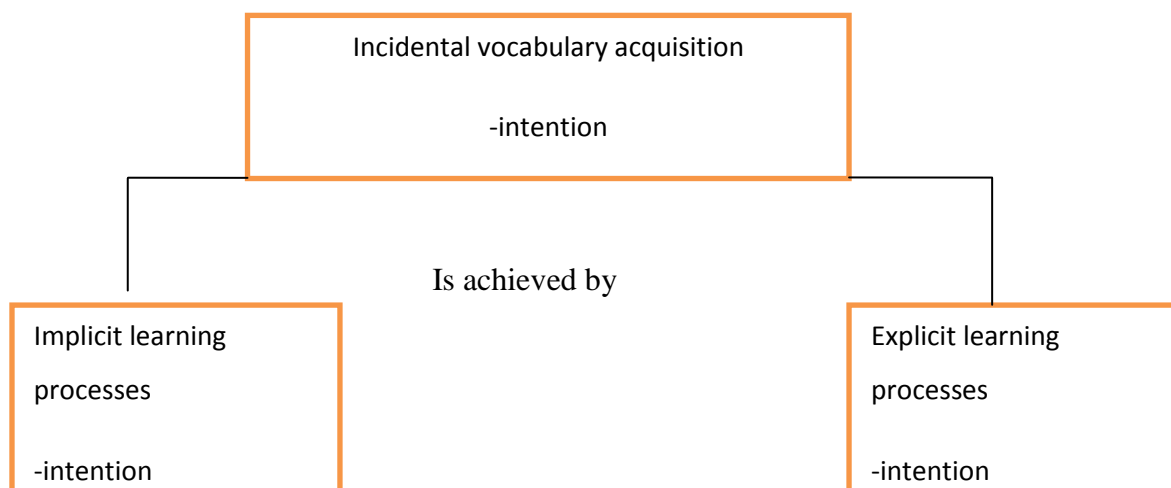 Incidental vocabulary acquisition
-intention
Is achieved by
Implicit learning
processes
-intention
Explicit learning
processes
-intention